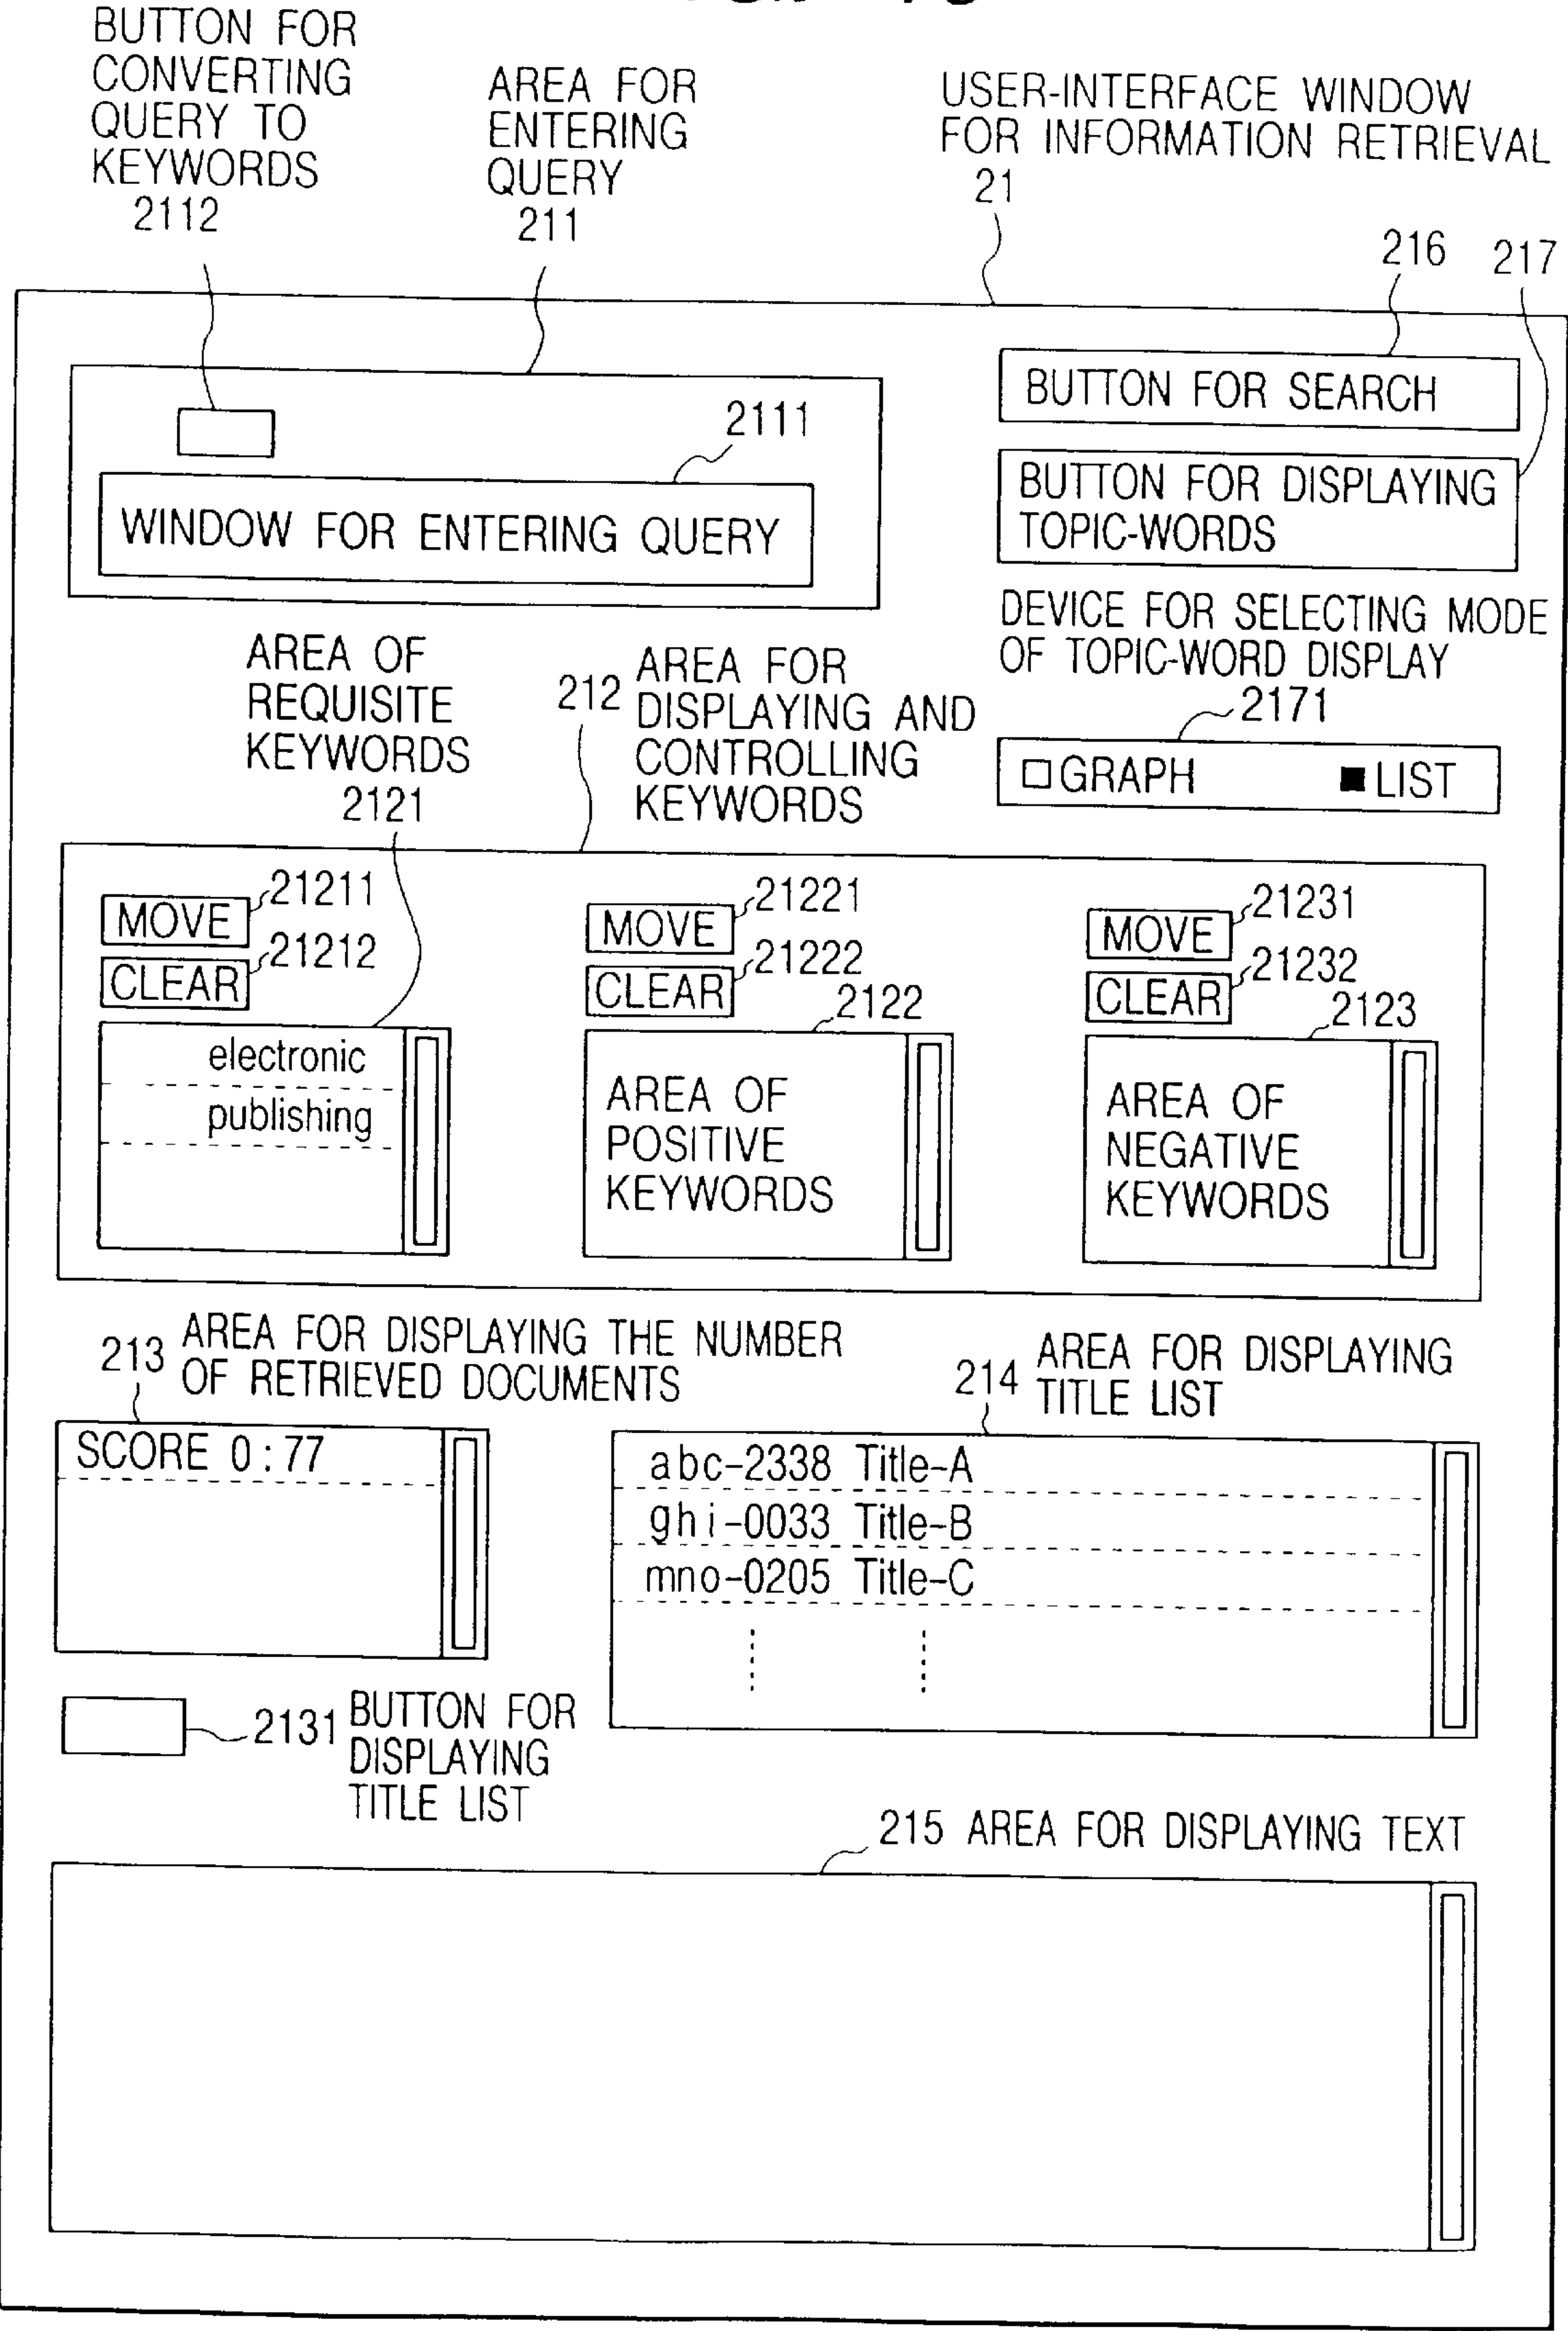 BUTTON FOR
CONVERTING
QUERY TO
KEYWORDS
2112
AREA FOR
ENTERING
QUERY
211
USER-INTERFACE WINDOW
FOR INFORMATION RETRIEVAL
21
216
217
BUTTON FOR SEARCH
2111
WINDOW FOR ENTERING QUERY
BUTTON FOR DISPLAYING
TOPIC-WORDS
DEVICE FOR SELECTING MODE
OF TOPIC-WORD DISPLAY
2171
□GRAPH ■LIST
AREA OF
REQUISITE
KEYWORDS
2121
212
AREA FOR
DISPLAYING AND
CONTROLLING
KEYWORDS
MOVE 21211
CLEAR 21212
electronic
publishing
MOVE 21221
CLEAR 21222
2122
AREA OF
POSITIVE
KEYWORDS
MOVE 21231
CLEAR 21232
2123
AREA OF
NEGATIVE
KEYWORDS
213
AREA FOR DISPLAYING THE NUMBER
OF RETRIEVED DOCUMENTS
SCORE 0:77
214
AREA FOR DISPLAYING
TITLE LIST
abc-2338 Title-A
ghi-0033 Title-B
mno-0205 Title-C
2131
BUTTON FOR
DISPLAYING
TITLE LIST
215 AREA FOR DISPLAYING TEXT